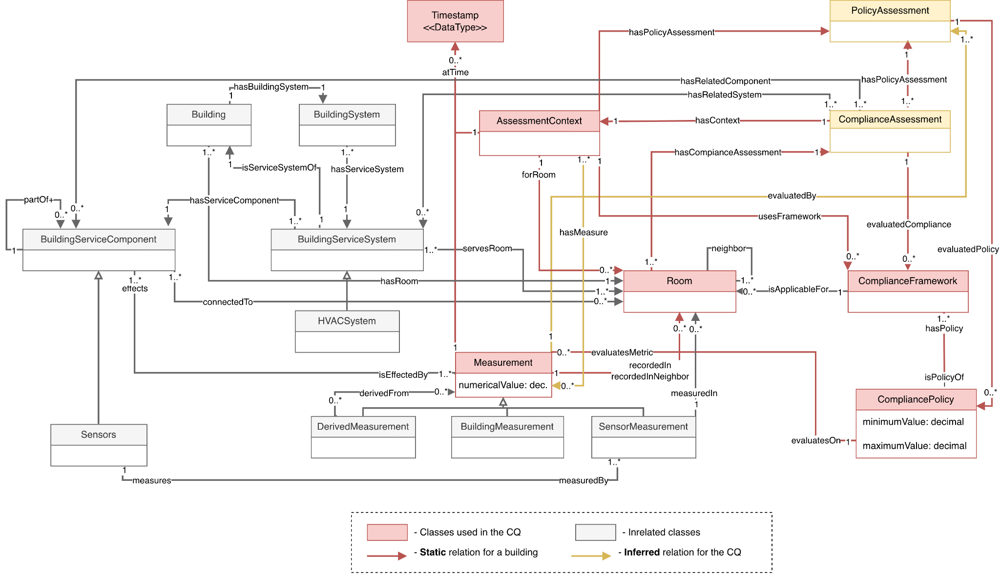 Timestamp
<<DataType>>
PolicyAssessment
1
hasPolicyAssessment
1..*
0..*
1
atTime
hasPolicyAssessment
hasRelatedComponent
hasBuildingSystem
1
1
hasRelatedSystem
1..*
1..*
1..*
Building
BuildingSystem
AssessmentContext
1
hasContext
1
ComplianceAssessment
1
1..*
1..*
hasComplianceAssessment
1
1..*
1
1
1
1
isServiceSystemOf
hasServiceSystem
forRoom
evaluatedBy
partOf+
hasServiceComponent
0..*
0..*
1
1
0..*
usesFramework
1..*
1
evaluatedCompliance
hasMeasure
BuildingServiceComponent
BuildingServiceSystem
1
1..*
servesRoom
neighbor
evaluatedPolicy
0..*
0..*
1..*
0..*
1..*
1..*
effects
hasRoom
1
Room
1..*
ComplianceFramework
1..*
0..*
isApplicableFor
1
connectedTo
0..*
HVACSystem
1..*
hasPolicy
0..*
0..*
1
1
0..*
evaluatesMetric
Measurement
recordedIn
1
recordedInNeighbor
isEffectedBy
1..*
isPolicyOf
numericalValue: dec.
0..*
derivedFrom
0..*
measuredIn
0..*
0..*
1
CompliancePolicy
minimumValue: decimal
DerivedMeasurement
BuildingMeasurement
SensorMeasurement
Sensors
evaluatesOn
1
maximumValue: decimal
1..*
1
measures
measuredBy
- Classes used in the CQ
- Inrelated classes
- Static relation for a building
- Inferred relation for the CQ